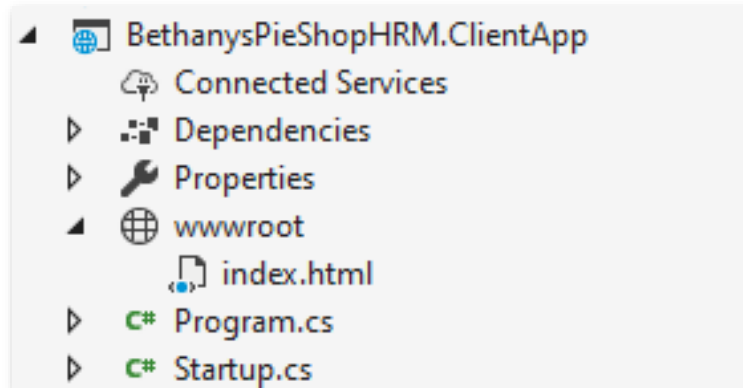 BethanysPieShopHRM.ClientApp
Connected Services
Dependencies
Properties
wwwroot
index.html
C# Program.cs
C# Startup.cs